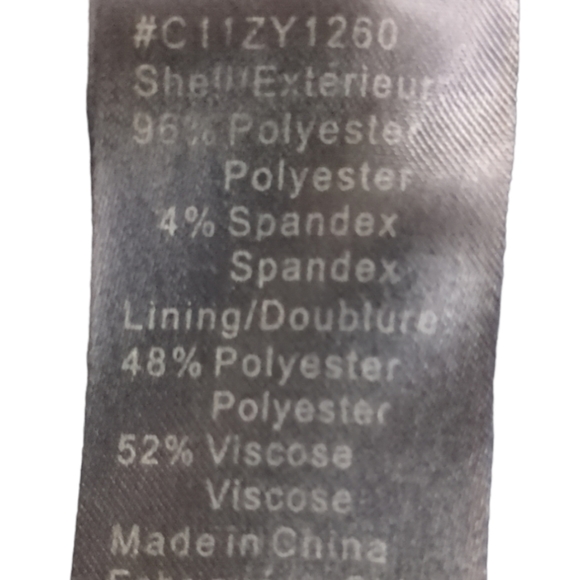 #C11ZY1260
Shell/Extérieur
96% Polyester
Polyester
4% Spandex
Spandex
Lining/Doublure
48% Polyester
Polyester
52% Viscose
Viscose
Made in China